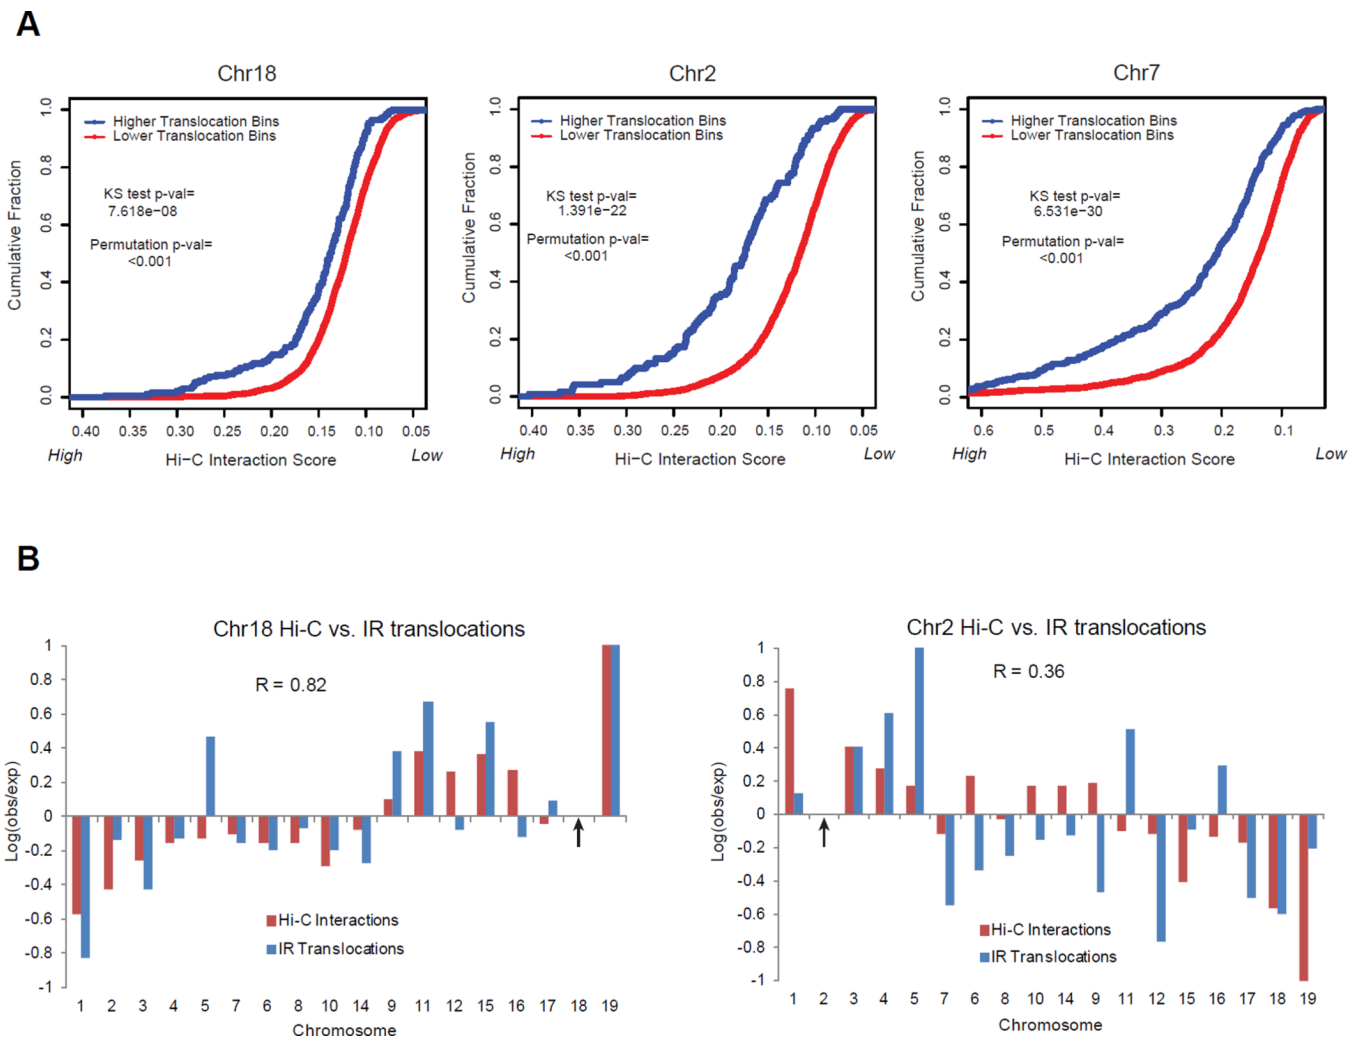 A
Chr18
Chr2
Chr7
Cumulative Fraction
1.0
0.8
0.6
0.4
0.2
0.0
Higher Translocation Bins
Lower Translocation Bins
KS test p-val=
7.618e−08
Permutation p-val=
<0.001
0.40 0.35 0.30 0.25 0.20 0.15 0.10 0.05
High Hi−C Interaction Score Low
Cumulative Fraction
1.0
0.8
0.6
0.4
0.2
0.0
Higher Translocation Bins
Lower Translocation Bins
KS test p-val=
1.391e−22
Permutation p-val=
<0.001
0.40 0.35 0.30 0.25 0.20 0.15 0.10 0.05
High Hi−C Interaction Score Low
Cumulative Fraction
1.0
0.8
0.6
0.4
0.2
0.0
Higher Translocation Bins
Lower Translocation Bins
KS test p-val=
6.531e−30
Permutation p-val=
<0.001
0.6 0.5 0.4 0.3 0.2 0.1
High Hi−C Interaction Score Low
B
Chr18 Hi-C vs. IR translocations
R = 0.82
Log(obs/exp)
1
0.8
0.6
0.4
0.2
0
-0.2
-0.4
-0.6
-0.8
-1
Hi-C Interactions
IR Translocations
1 2 3 4 5 7 6 8 10 14 9 11 12 15 16 17 18 19
Chromosome
Chr2 Hi-C vs. IR translocations
R = 0.36
Log(obs/exp)
1
0.8
0.6
0.4
0.2
0
-0.2
-0.4
-0.6
-0.8
-1
Hi-C Interactions
IR Translocations
1 2 3 4 5 7 6 8 10 14 9 11 12 15 16 17 18 19
Chromosome